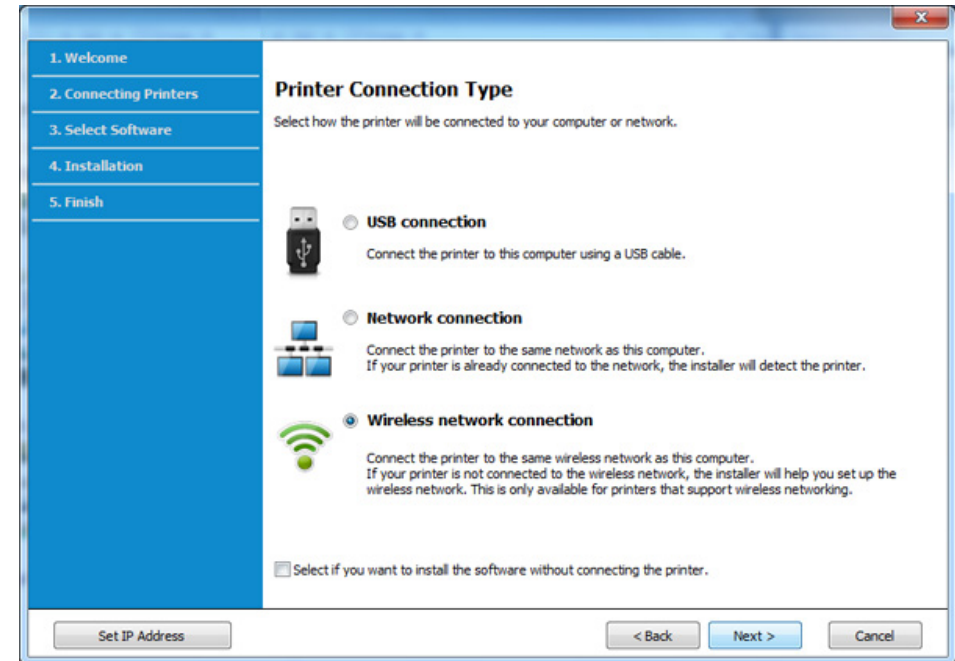 1. Welcome
2. Connecting Printers
3. Select Software
4. Installation
5. Finish
Printer Connection Type
Select how the printer will be connected to your computer or network.
USB connection
Connect the printer to this computer using a USB cable.
Network connection
Connect the printer to the same network as this computer.
If your printer is already connected to the network, the installer will detect the printer.
Wireless network connection
Connect the printer to the same wireless network as this computer.
If your printer is not connected to the wireless network, the installer will help you set up the
wireless network. This is only available for printers that support wireless networking.
Select if you want to install the software without connecting the printer.
Set IP Address
< Back
Next >
Cancel